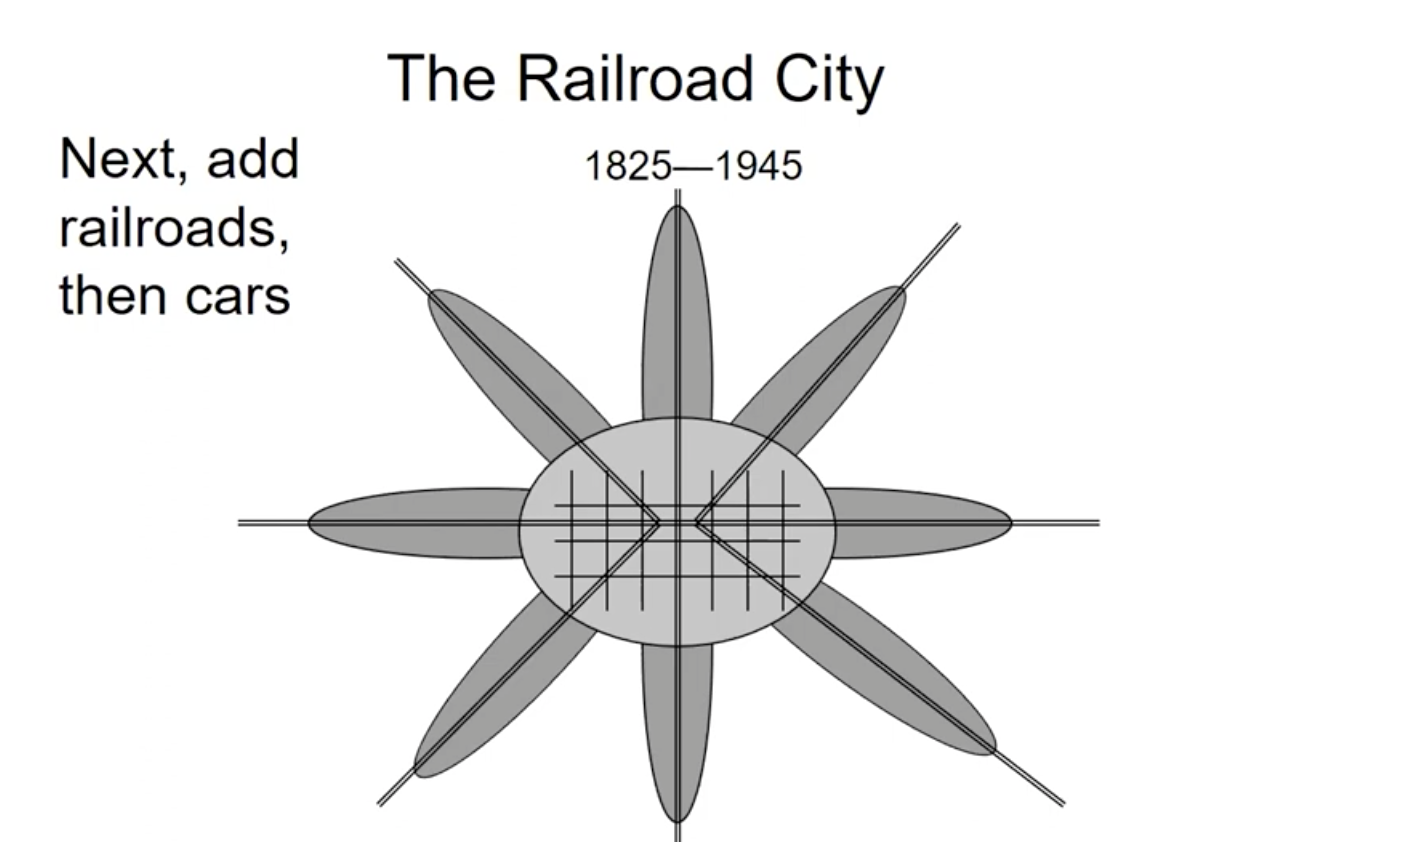 The Railroad City
Next, add
railroads,
then cars
1825—1945